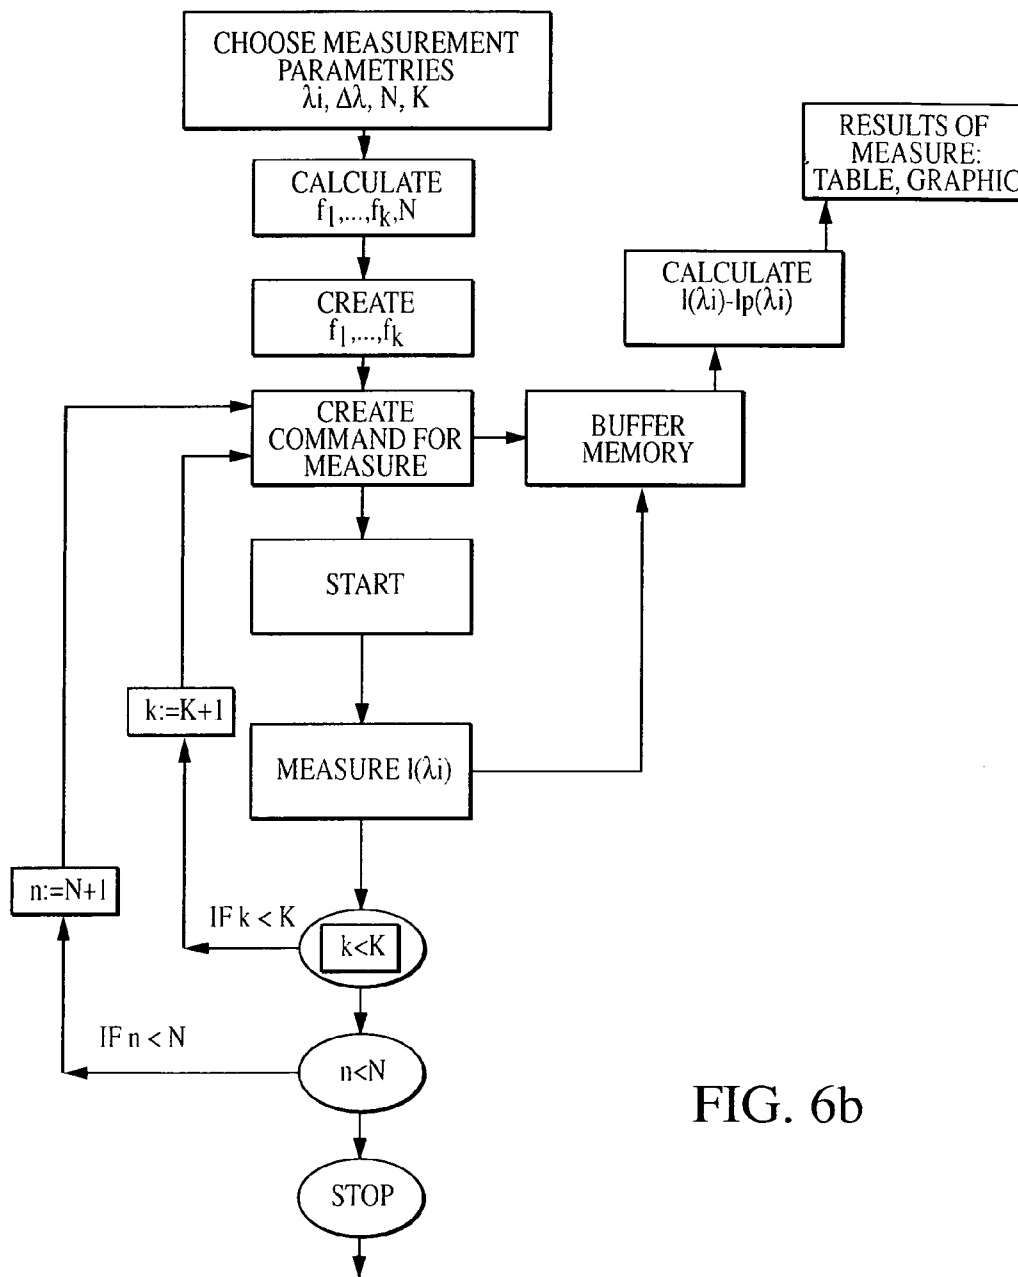 CHOOSE MEASUREMENT
PARAMETRIES
λi, Δλ, N, K
CALCULATE
f1,...,fk,N
CREATE
f1,...,fk
CREATE
COMMAND FOR
MEASURE
START
MEASURE I(λi)
k<K
n<N
STOP
IF k < K
k:=K+1
IF n < N
n:=N+1
BUFFER
MEMORY
CALCULATE
I(λi)-Ip(λi)
RESULTS OF
MEASURE:
TABLE, GRAPHIC
FIG. 6b